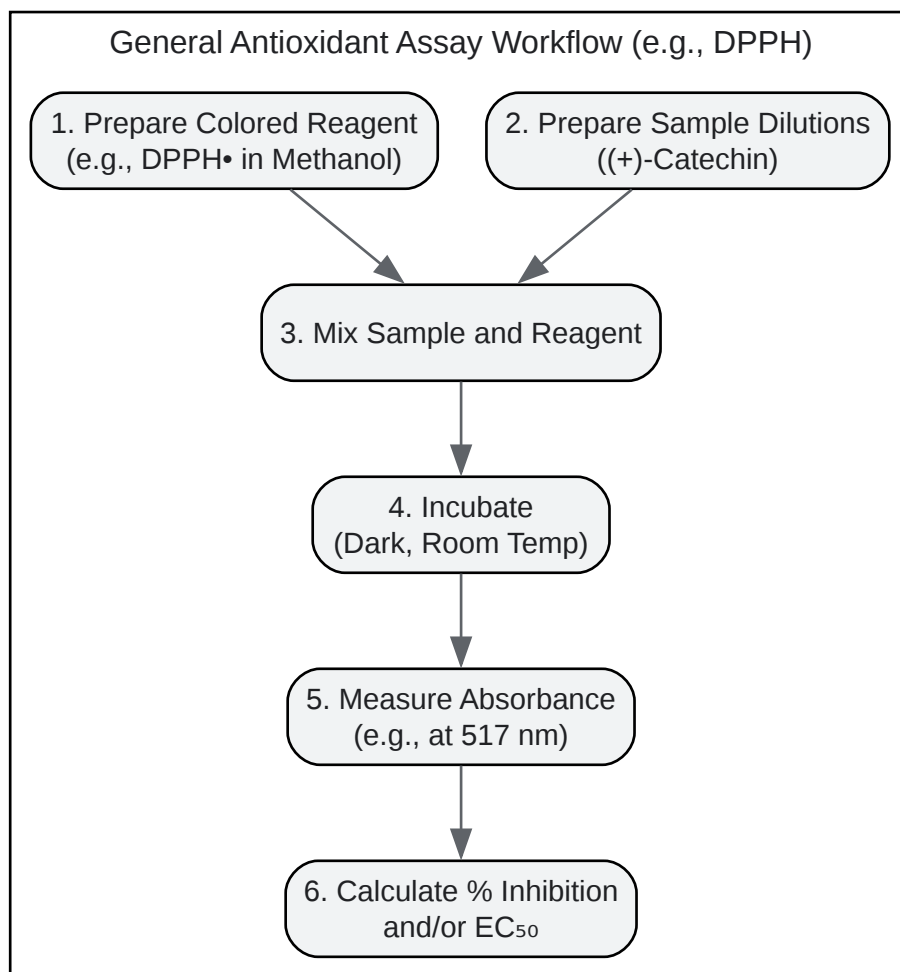 General Antioxidant Assay Workflow (e.g., DPPH)
1. Prepare Colored Reagent
(e.g., DPPH• in Methanol)
2. Prepare Sample Dilutions
((+)-Catechin)
3. Mix Sample and Reagent
4. Incubate
(Dark, Room Temp)
5. Measure Absorbance
(e.g., at 517 nm)
6. Calculate % Inhibition
and/or EC₅₀